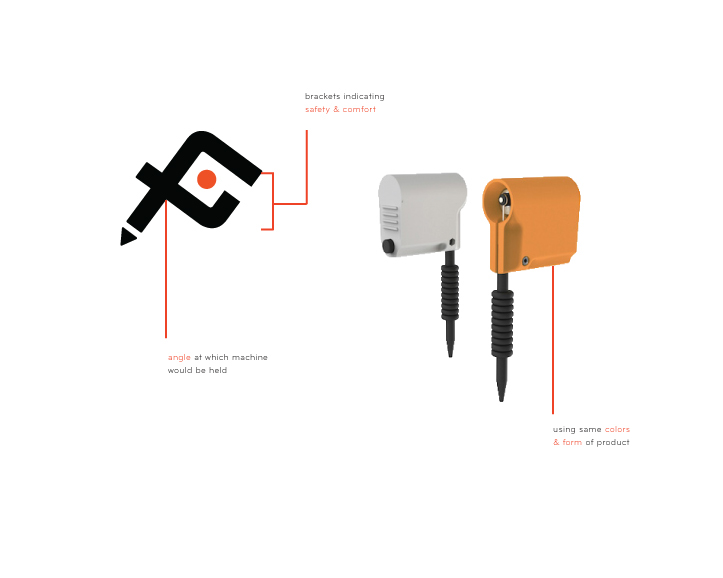 brackets indicating
safety & comfort
angle at which machine
would be held
using same colors
& form of product